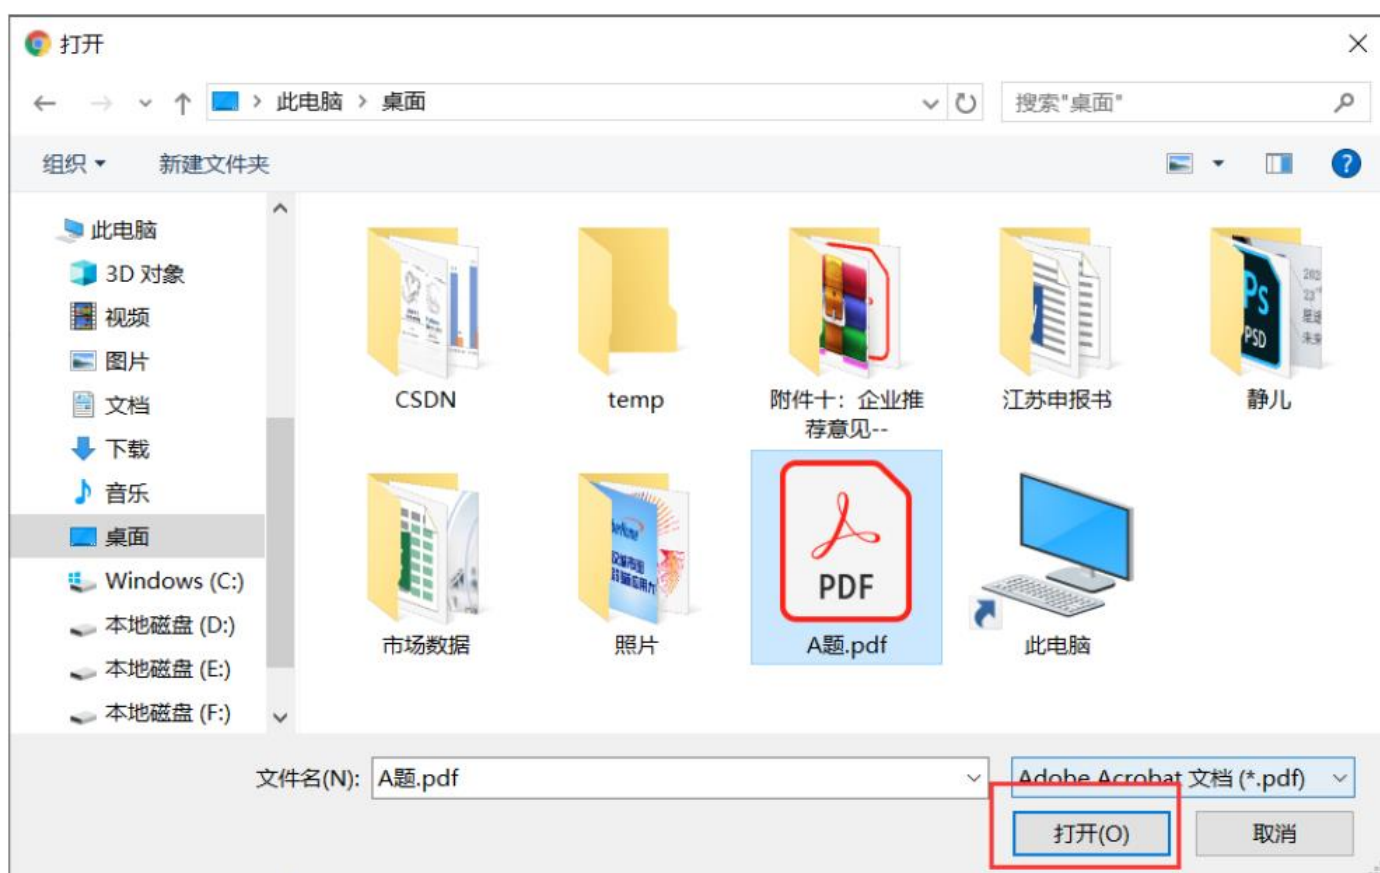 打开
此电脑 > 桌面
搜索"桌面"
组织
新建文件夹
此电脑
3D 对象
视频
图片
文档
下载
音乐
桌面
Windows (C:)
本地磁盘 (D:)
本地磁盘 (E:)
本地磁盘 (F:)
CSDN
temp
附件十：企业推
荐意见--
江苏申报书
Ps
PSD
静儿
市场数据
照片
PDF
A题.pdf
此电脑
文件名(N):
A题.pdf
Adobe Acrobat 文档 (*.pdf)
打开(O)
取消